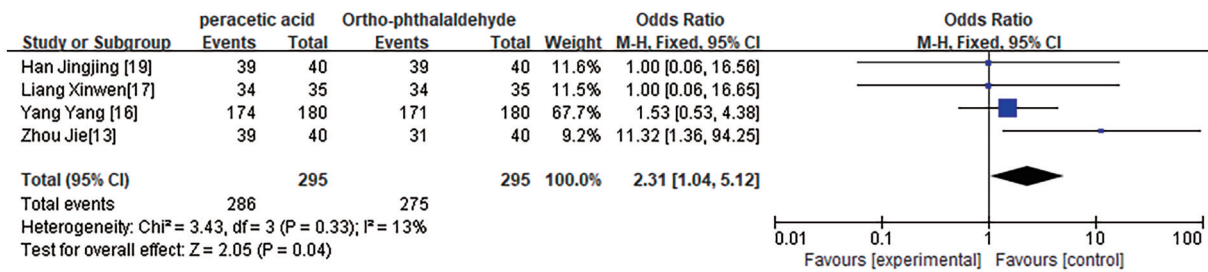 peracetic acid Ortho-phthalaldehyde Odds Ratio Odds Ratio
Study or Subgroup Events Total Events Total Weight M-H, Fixed, 95% CI M-H, Fixed, 95% CI
Han Jingjing [19] 39 40 39 40 11.6% 1.00 [0.06, 16.56]
Liang Xinwen[17] 34 35 34 35 11.5% 1.00 [0.06, 16.65]
Yang Yang [16] 174 180 171 180 67.7% 1.53 [0.53, 4.38]
Zhou Jie[13] 39 40 31 40 9.2% 11.32 [1.36, 94.25]
Total (95% CI) 295 295 100.0% 2.31 [1.04, 5.12]
Total events 286 275
Heterogeneity: Chi² = 3.43, df = 3 (P = 0.33); I² = 13%
Test for overall effect: Z = 2.05 (P = 0.04)
0.01 0.1 1 10 100
Favours [experimental] Favours [control]